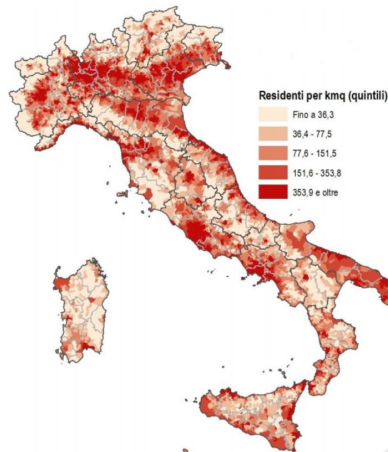 Residenti per kmq (quintili)
Fino a 36,3
36,4 - 77,5
77,6 - 151,5
151,6 - 353,8
353,9 e oltre